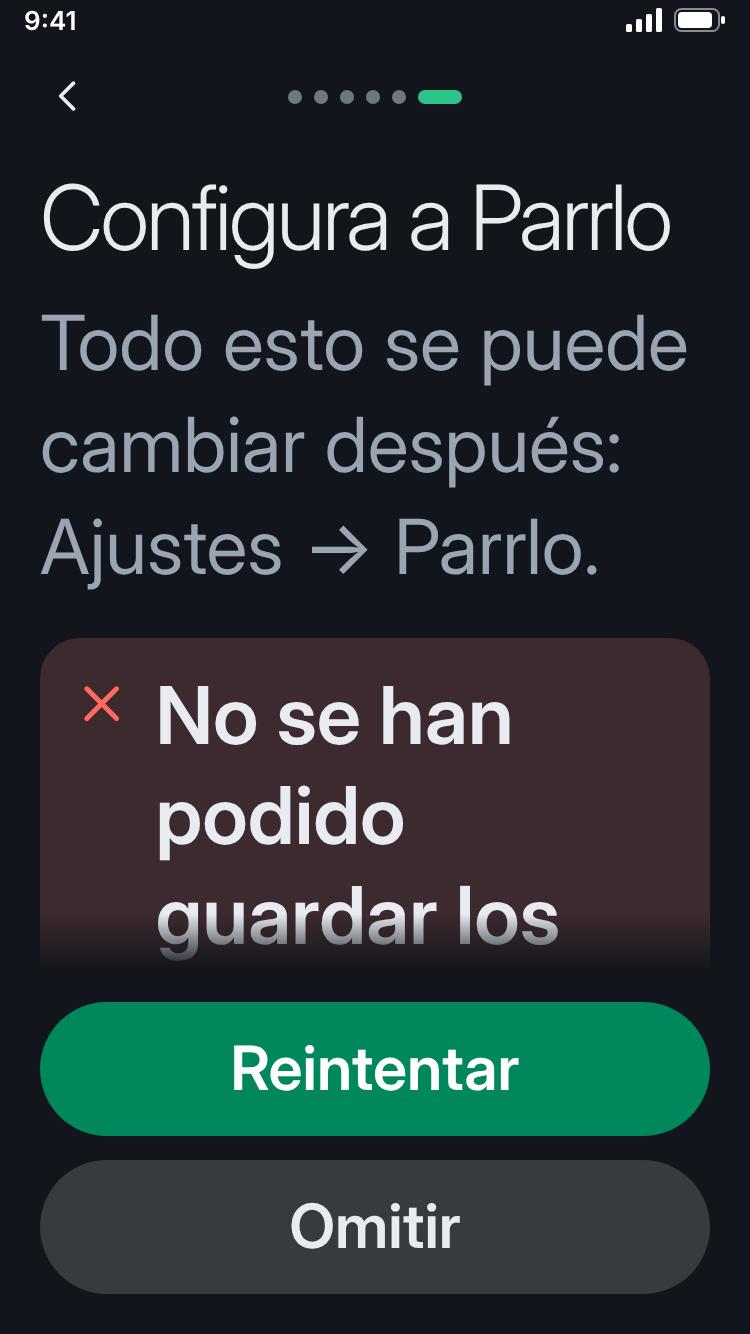 9:41
Configura a Parrlo
Todo esto se puede
cambiar después:
Ajustes → Parrlo.
No se han
podido
guardar los
Reintentar
Omitir